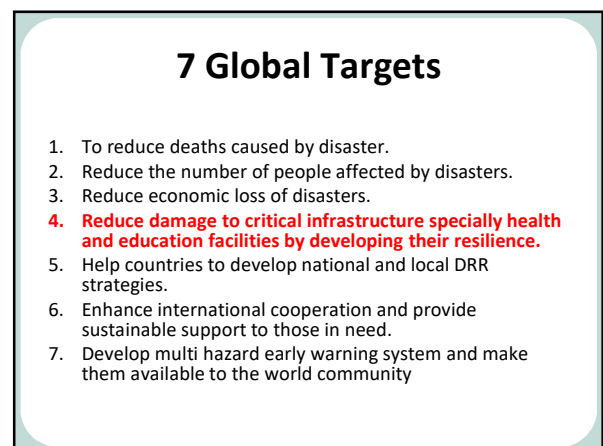 7 Global Targets
1. To reduce deaths caused by disaster.
2. Reduce the number of people affected by disasters.
3. Reduce economic loss of disasters.
4. Reduce damage to critical infrastructure specially health
and education facilities by developing their resilience.
5. Help countries to develop national and local DRR
strategies.
6. Enhance international cooperation and provide
sustainable support to those in need.
7. Develop multi hazard early warning system and make
them available to the world community